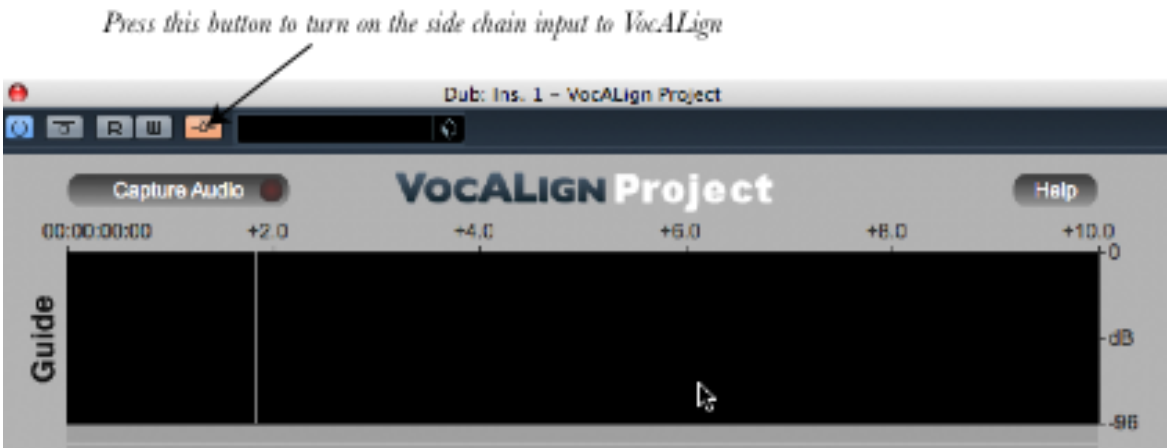 Press this button to turn on the side chain input to VocALign
Dub: Ins. 1 - VocALign Project
R W
Capture Audio VOCALIGN Project Help
00:00:00:00 +2.0 +4.0 +6.0 +8.0 +10.0
0
Guide
dB
-96